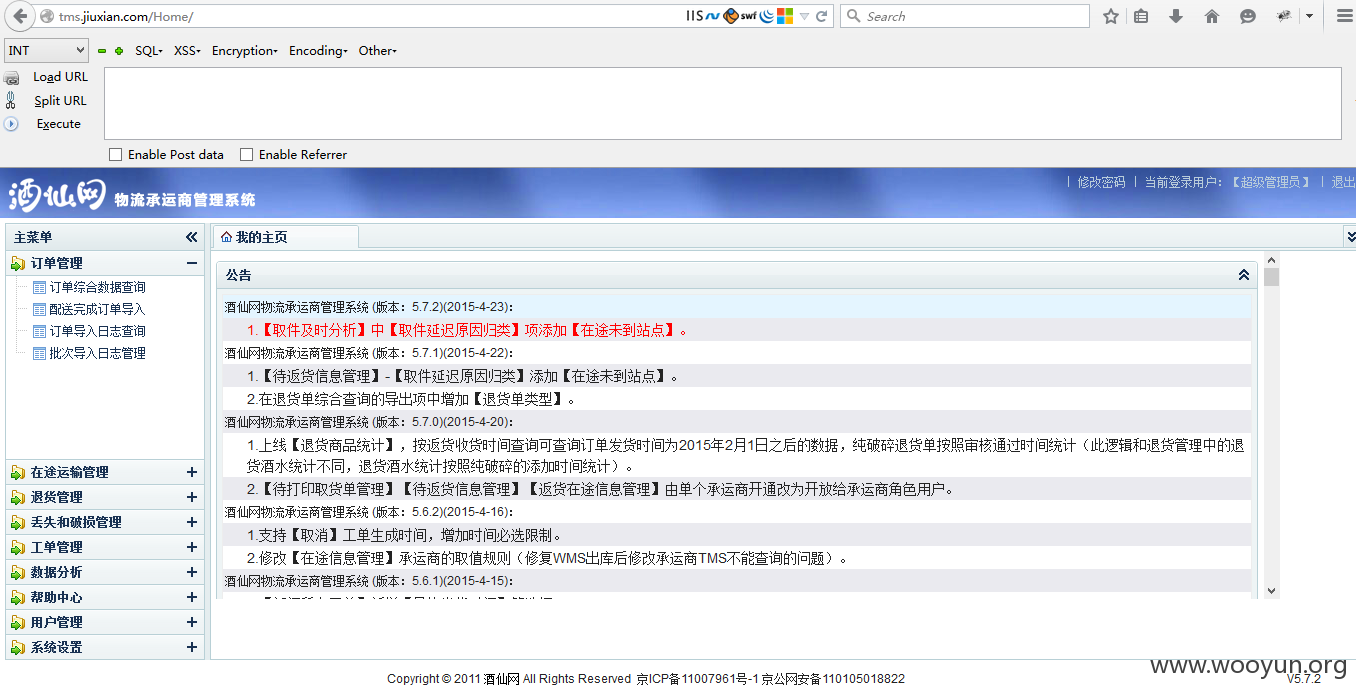 tms.jiuxian.com/Home/
IIS swf Search
INT SQL- XSS- Encryption- Encoding- Other-
Load URL
Split URL
Execute
Enable Post data Enable Referrer
酒仙网 物流承运商管理系统
| 修改密码 | 当前登录用户:【超级管理员】 | 退出
主菜单
我的主页
订单管理
订单综合数据查询
配送完成订单导入
订单导入日志查询
批次导入日志管理
在途运输管理
退货管理
丢失和破损管理
工单管理
数据分析
帮助中心
用户管理
系统设置
公告
酒仙网物流承运商管理系统 (版本：5.7.2)(2015-4-23)：
1.【取件及时分析】中【取件延迟原因归类】项添加【在途未到站点】。
酒仙网物流承运商管理系统 (版本：5.7.1)(2015-4-22)：
1.【待返货信息管理】-【取件延迟原因归类】添加【在途未到站点】。
2.在退货单综合查询的导出项中增加【退货单类型】。
酒仙网物流承运商管理系统 (版本：5.7.0)(2015-4-20)：
1.上线【退货商品统计】，按返货收货时间查询可查询订单发货时间为2015年2月1日之后的数据，纯破碎退货单按照审核通过时间统计（此逻辑和退货管理中的退
货酒水统计不同，退货酒水统计按照纯破碎的添加时间统计）。
2.【待打印取货单管理】【待返货信息管理】【返货在途信息管理】由单个承运商开通改为开放给承运商角色用户。
酒仙网物流承运商管理系统 (版本：5.6.2)(2015-4-16)：
1.支持【取消】工单生成时间，增加时间必选限制。
2.修改【在途信息管理】承运商的取值规则（修复WMS出库后修改承运商TMS不能查询的问题）。
酒仙网物流承运商管理系统 (版本：5.6.1)(2015-4-15)：
Copyright © 2011 酒仙网 All Rights Reserved 京ICP备11007961号-1 京公网安备110105018822
V5.7.2
www.wooyun.org